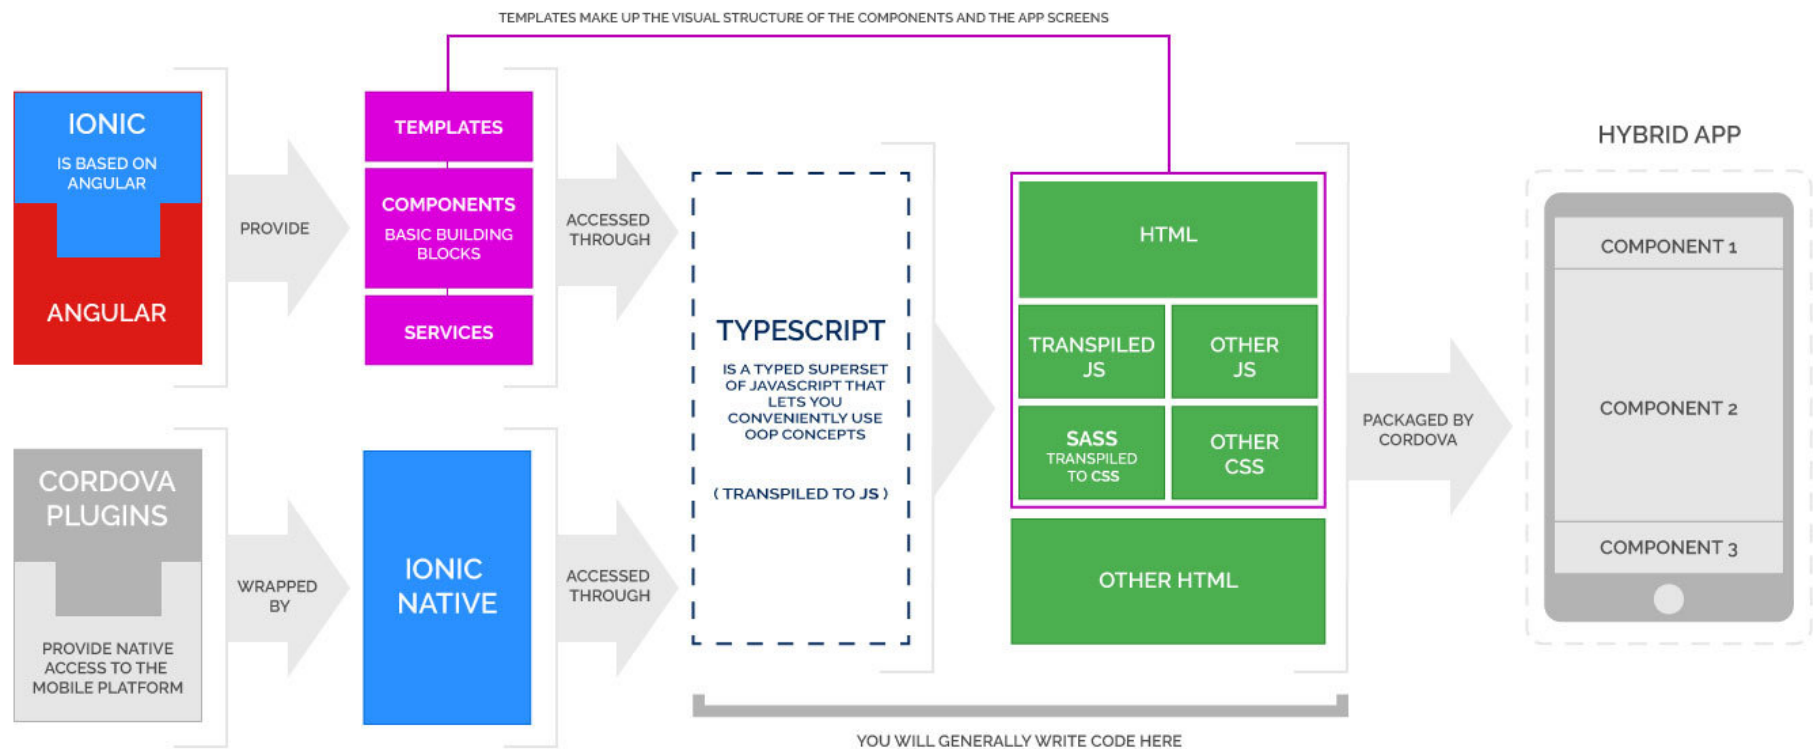 TEMPLATES MAKE UP THE VISUAL STRUCTURE OF THE COMPONENTS AND THE APP SCREENS
IONIC
IS BASED ON
ANGULAR
ANGULAR
PROVIDE
TEMPLATES
COMPONENTS
BASIC BUILDING
BLOCKS
SERVICES
ACCESSED
THROUGH
CORDOVA
PLUGINS
PROVIDE NATIVE
ACCESS TO THE
MOBILE PLATFORM
WRAPPED
BY
IONIC
NATIVE
ACCESSED
THROUGH
TYPESCRIPT
IS A TYPED SUPERSET
OF JAVASCRIPT THAT
LETS YOU
CONVENIENTLY USE
OOP CONCEPTS
( TRANSPILED TO JS )
HTML
TRANSPILED
JS
OTHER
JS
SASS
TRANSPILED
TO CSS
OTHER
CSS
OTHER HTML
YOU WILL GENERALLY WRITE CODE HERE
PACKAGED BY
CORDOVA
HYBRID APP
COMPONENT 1
COMPONENT 2
COMPONENT 3